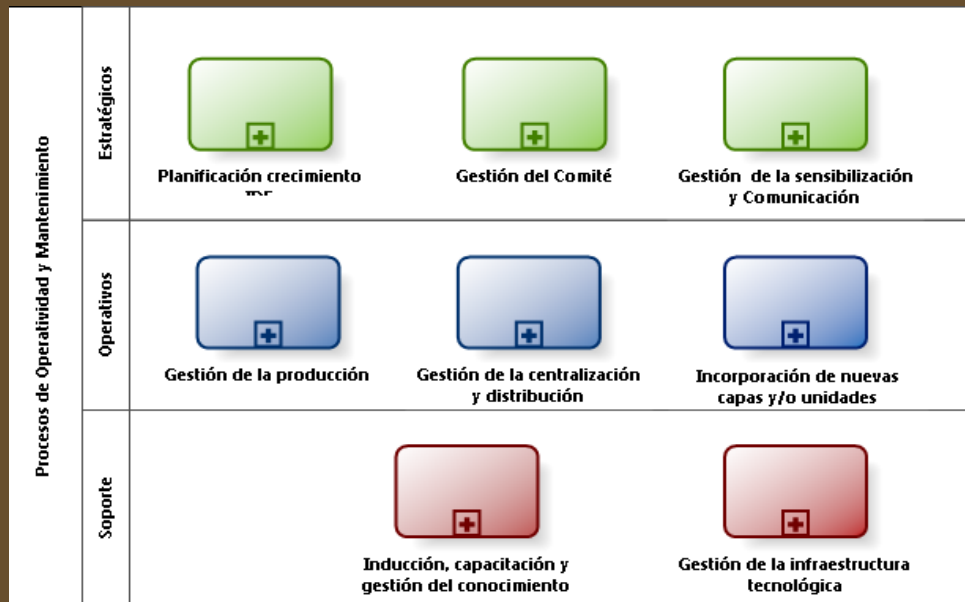 Procesos de Operatividad y Mantenimiento
Estratégicos
Planificación crecimiento
Gestión del Comité
Gestión de la sensibilización
y Comunicación
Operativos
Gestión de la producción
Gestión de la centralización
y distribución
Incorporación de nuevas
capas y/o unidades
Soporte
Inducción, capacitación y
gestión del conocimiento
Gestión de la infraestructura
tecnológica